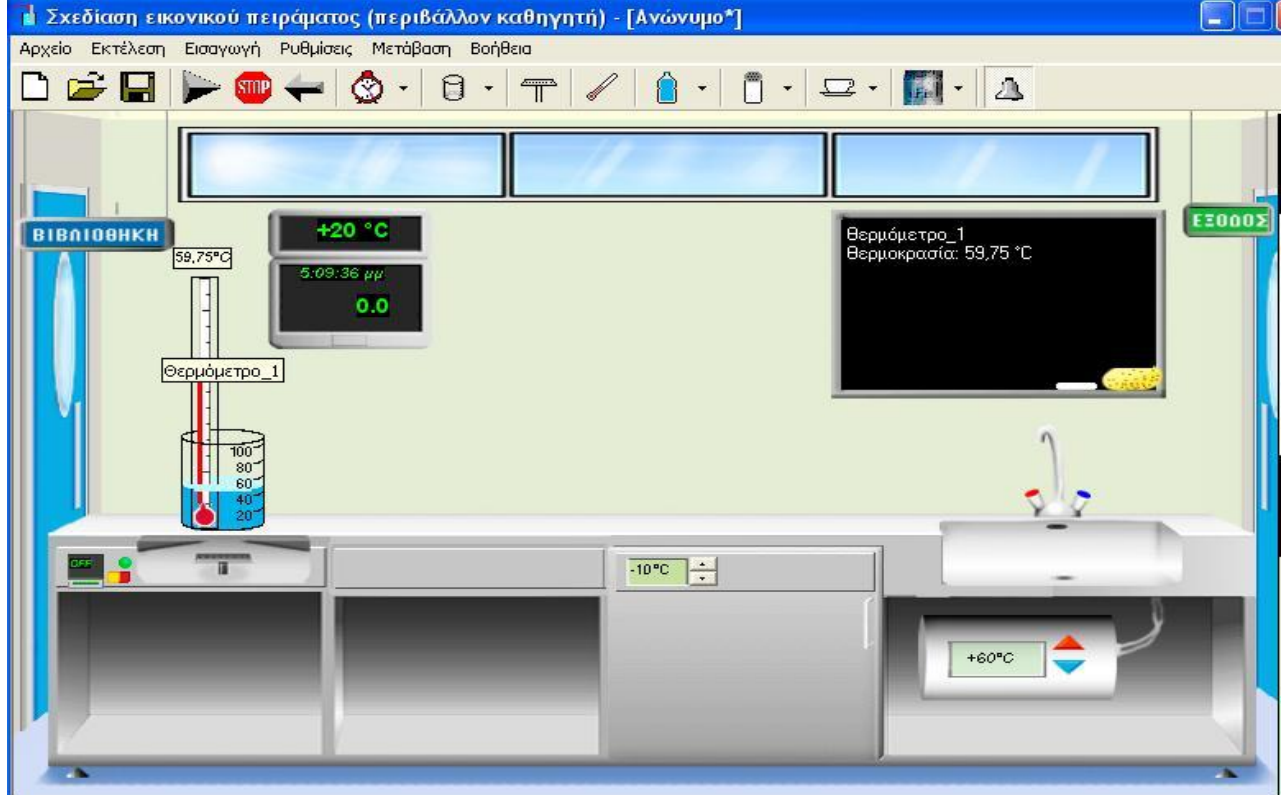 Σχεδίαση εικονικού πειράματος (περιβάλλον καθηγητή) - [Ανώνυμο*]
Αρχείο Εκτέλεση Εισαγωγή Ρυθμίσεις Μετάβαση Βοήθεια
STOP
ΒΙΒΛΙΟΘΗΚΗ
+20 °C
5:09:36 μμ
0.0
Θερμόμετρο_1
Θερμοκρασία: 59,75 °C
ΕΞΟΔΟΣ
59,75°C
Θερμόμετρο_1
100
80
60
40
20
OFF
-10°C
+60°C